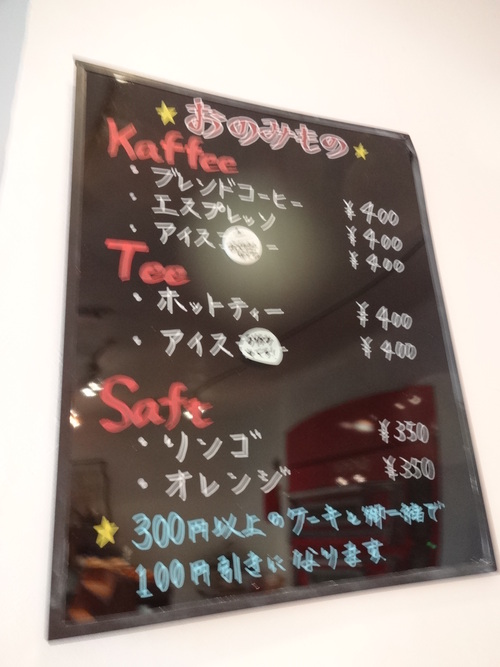 ★おのみもの★
Kaffee
・ブレンドコーヒー ¥400
・エスプレッソ ¥400
・アイス ¥400
Tee
・ホットティー ¥400
・アイス ¥400
Saft
・リンゴ ¥350
・オレンジ ¥350
★300円以上のケーキと御一緒で
100円引きになります